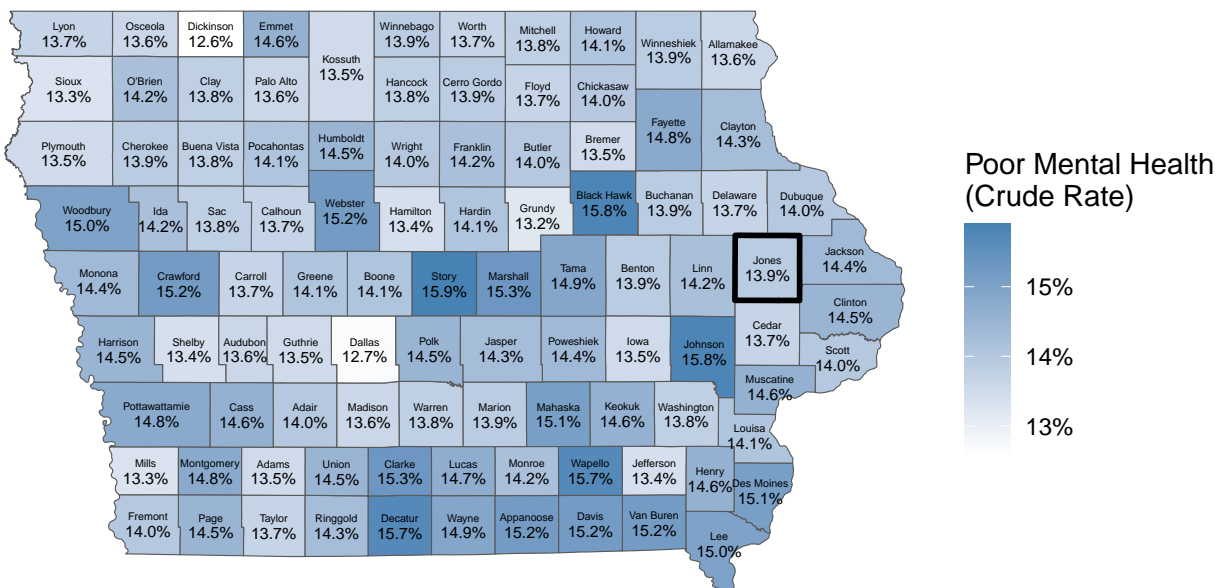 Lyon
13.7%
Osceola
13.6%
Dickinson
12.6%
Emmet
14.6%
Kossuth
13.5%
Winnebago
13.9%
Worth
13.7%
Mitchell
13.8%
Howard
14.1%
Winneshiek
13.9%
Allamakee
13.6%
Sioux
13.3%
O'Brien
14.2%
Clay
13.8%
Palo Alto
13.6%
Hancock
13.8%
Cerro Gordo
13.9%
Floyd
13.7%
Chickasaw
14.0%
Fayette
14.8%
Clayton
14.3%
Plymouth
13.5%
Cherokee
13.9%
Buena Vista
13.8%
Pocahontas
14.1%
Humboldt
14.5%
Wright
14.0%
Franklin
14.2%
Butler
14.0%
Bremer
13.5%
Woodbury
15.0%
Ida
14.2%
Sac
13.8%
Calhoun
13.7%
Webster
15.2%
Hamilton
13.4%
Hardin
14.1%
Grundy
13.2%
Black Hawk
15.8%
Buchanan
13.9%
Delaware
13.7%
Dubuque
14.0%
Monona
14.4%
Crawford
15.2%
Carroll
13.7%
Greene
14.1%
Boone
14.1%
Story
15.9%
Marshall
15.3%
Tama
14.9%
Benton
13.9%
Linn
14.2%
Jones
13.9%
Jackson
14.4%
Clinton
14.5%
Harrison
14.5%
Shelby
13.4%
Audubon
13.6%
Guthrie
13.5%
Dallas
12.7%
Polk
14.5%
Jasper
14.3%
Poweshiek
14.4%
Iowa
13.5%
Johnson
15.8%
Cedar
13.7%
Scott
14.0%
Muscatine
14.6%
Pottawattamie
14.8%
Cass
14.6%
Adair
14.0%
Madison
13.6%
Warren
13.8%
Marion
13.9%
Mahaska
15.1%
Keokuk
14.6%
Washington
13.8%
Louisa
14.1%
Mills
13.3%
Montgomery
14.8%
Adams
13.5%
Union
14.5%
Clarke
15.3%
Lucas
14.7%
Monroe
14.2%
Wapello
15.7%
Jefferson
13.4%
Henry
14.6%
Des Moines
15.1%
Fremont
14.0%
Page
14.5%
Taylor
13.7%
Ringgold
14.3%
Decatur
15.7%
Wayne
14.9%
Appanoose
15.2%
Davis
15.2%
Van Buren
15.2%
Lee
15.0%
Poor Mental Health
(Crude Rate)
15%
14%
13%